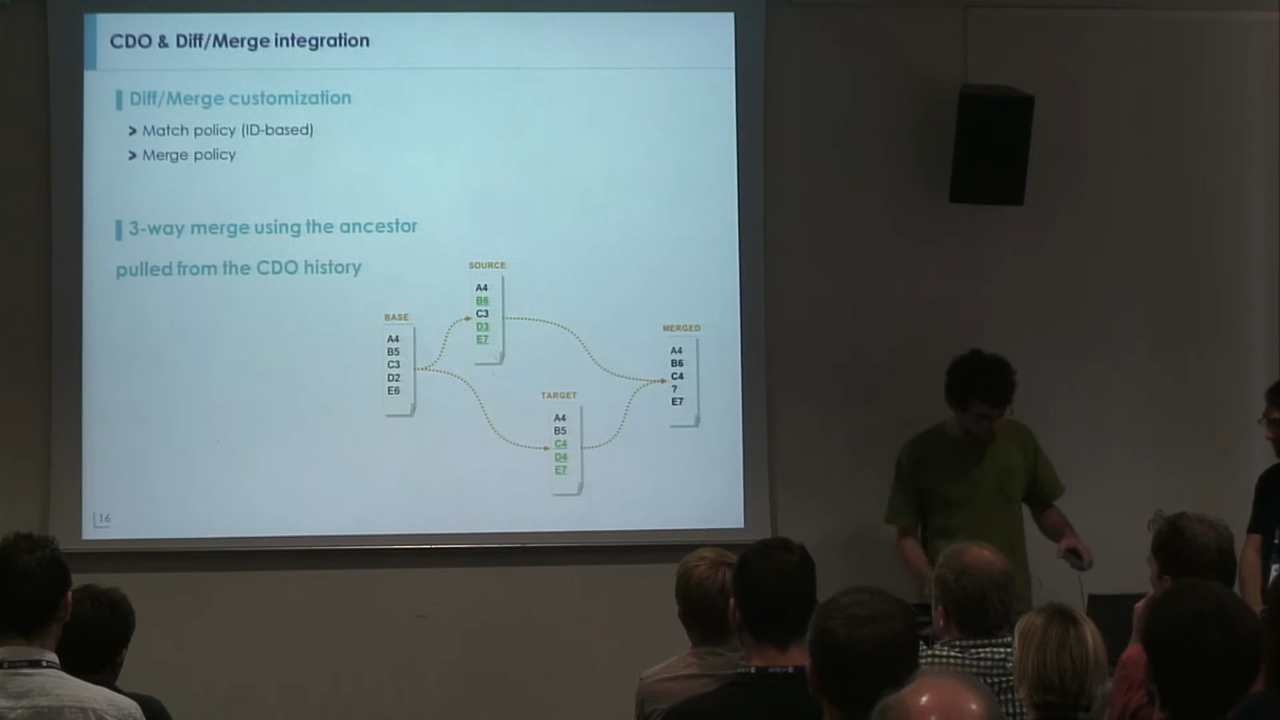 CDO & Diff/Merge integration
Diff/Merge customization
> Match policy (ID-based)
> Merge policy
3-way merge using the ancestor
pulled from the CDO history
SOURCE
A4
B6
C3
D3
E7
BASE
A4
B5
C3
D2
E6
TARGET
A4
B5
C4
D4
E7
MERGED
A4
B6
C4
?
E7
16